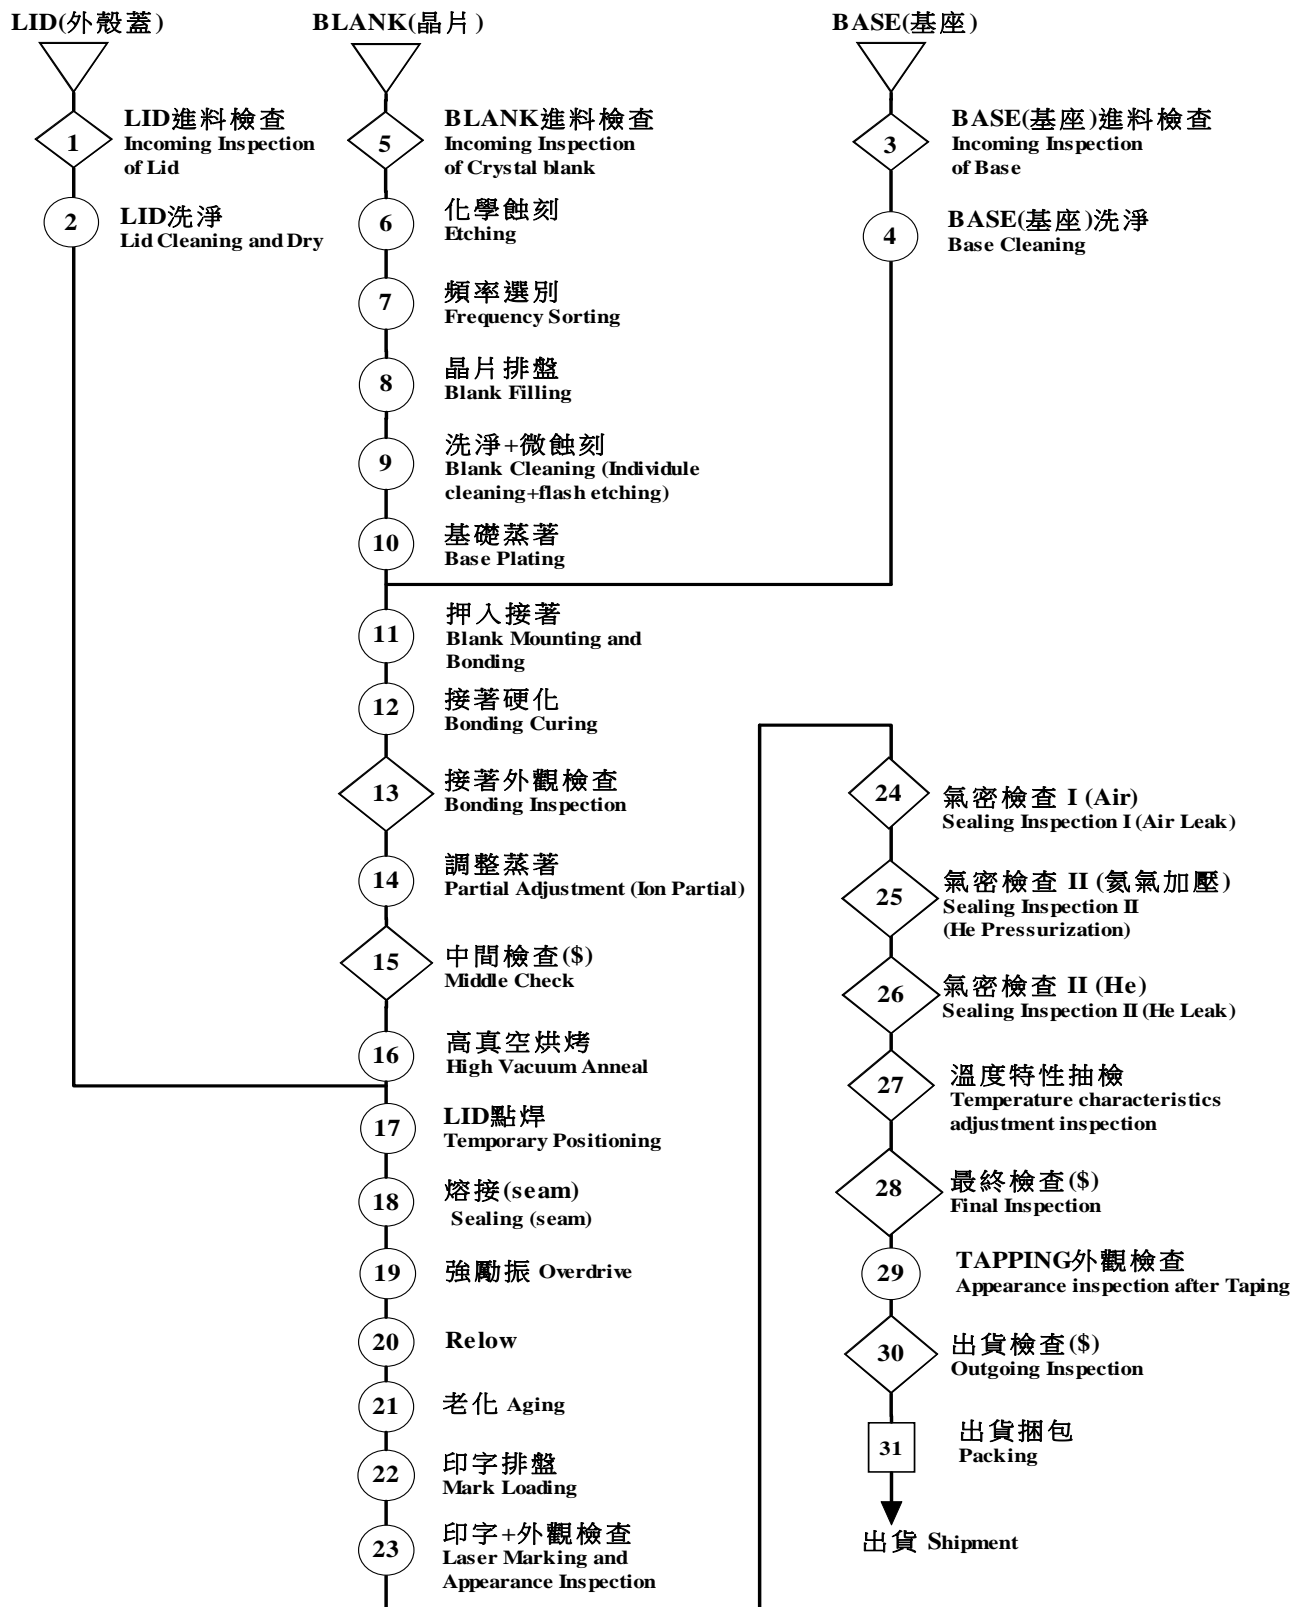 LID(外殼蓋)
1
LID進料檢查
Incoming Inspection
of Lid
2
LID洗淨
Lid Cleaning and Dry
BLANK(晶片)
5
BLANK進料檢查
Incoming Inspection
of Crystal blank
6
化學蝕刻
Etching
7
頻率選別
Frequency Sorting
8
晶片排盤
Blank Filling
9
洗淨+微蝕刻
Blank Cleaning (Individule
cleaning+flash etching)
10
基礎蒸著
Base Plating
BASE(基座)
3
BASE(基座)進料檢查
Incoming Inspection
of Base
4
BASE(基座)洗淨
Base Cleaning
11
押入接著
Blank Mounting and
Bonding
12
接著硬化
Bonding Curing
13
接著外觀檢查
Bonding Inspection
14
調整蒸著
Partial Adjustment (Ion Partial)
15
中間檢查($)
Middle Check
16
高真空烘烤
High Vacuum Anneal
17
LID點焊
Temporary Positioning
18
熔接(seam)
Sealing (seam)
19
強勵振 Overdrive
20
Relow
21
老化 Aging
22
印字排盤
Mark Loading
23
印字+外觀檢查
Laser Marking and
Appearance Inspection
24
氣密檢查 I (Air)
Sealing Inspection I (Air Leak)
25
氣密檢查 II (氦氣加壓)
Sealing Inspection II
(He Pressurization)
26
氣密檢查 II (He)
Sealing Inspection II (He Leak)
27
溫度特性抽檢
Temperature characteristics
adjustment inspection
28
最終檢查($)
Final Inspection
29
TAPPING外觀檢查
Appearance inspection after Taping
30
出貨檢查($)
Outgoing Inspection
31
出貨捆包
Packing
出貨 Shipment